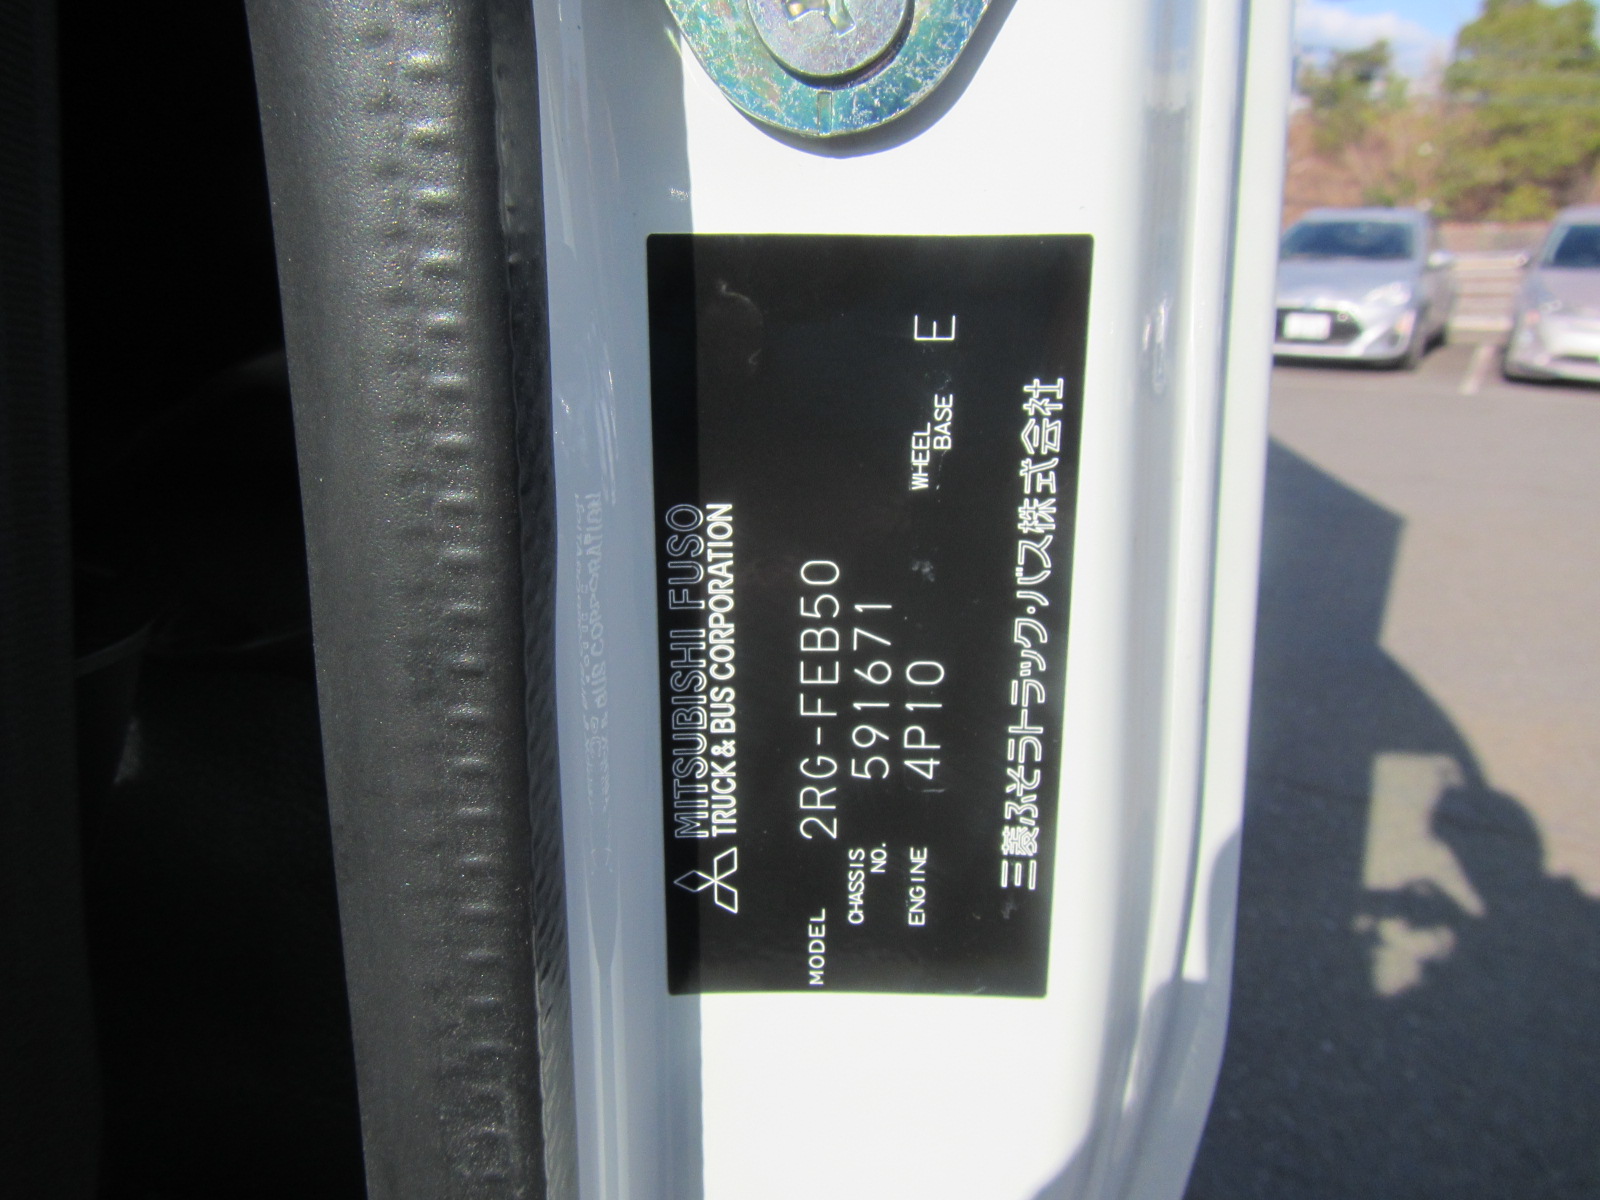 MITSUBISHI FUSO
TRUCK & BUS CORPORATION
MODEL 2RG-FEB50
CHASSIS NO. 591671
ENGINE 4P10
WHEEL BASE E
三菱ふそうトラック・バス株式会社